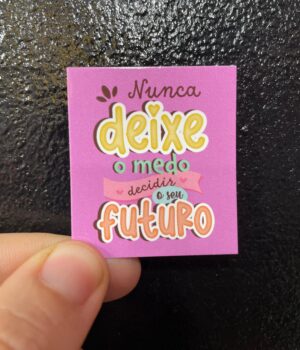 Nunca
deixe
o medo
decidir
o seu
futuro